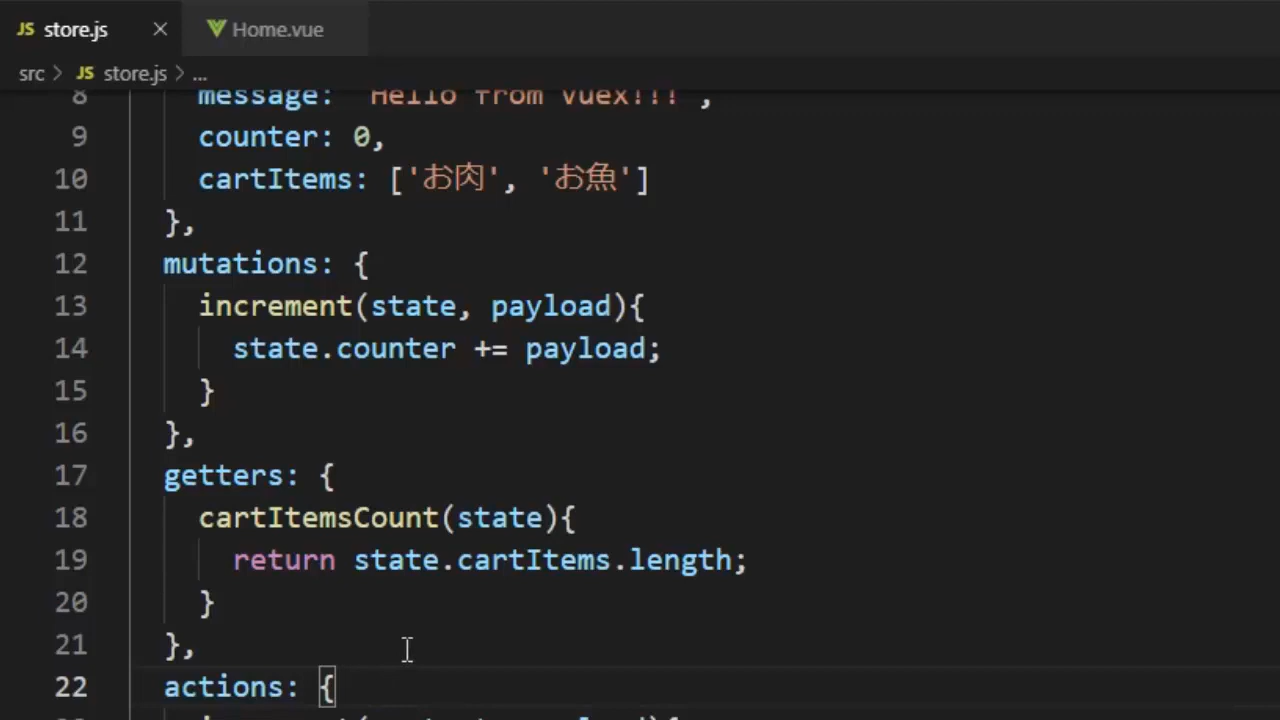 JS store.js × Home.vue
src > JS store.js > ...
8 message: 'Hello from Vuex!!!',
9 counter: 0,
10 cartItems: ['お肉', 'お魚']
11 },
12 mutations: {
13 increment(state, payload){
14 state.counter += payload;
15 }
16 },
17 getters: {
18 cartItemsCount(state){
19 return state.cartItems.length;
20 }
21 },
22 actions: {